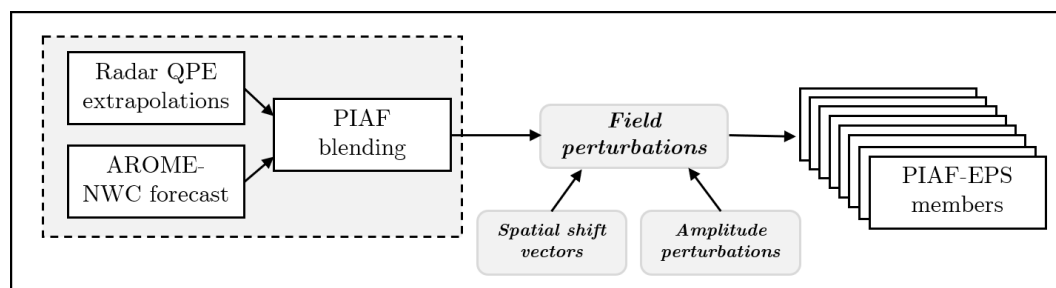 Radar QPE
extrapolations
AROME-
NWC forecast
PIAF
blending
Field
perturbations
Spatial shift
vectors
Amplitude
perturbations
PIAF-EPS
members